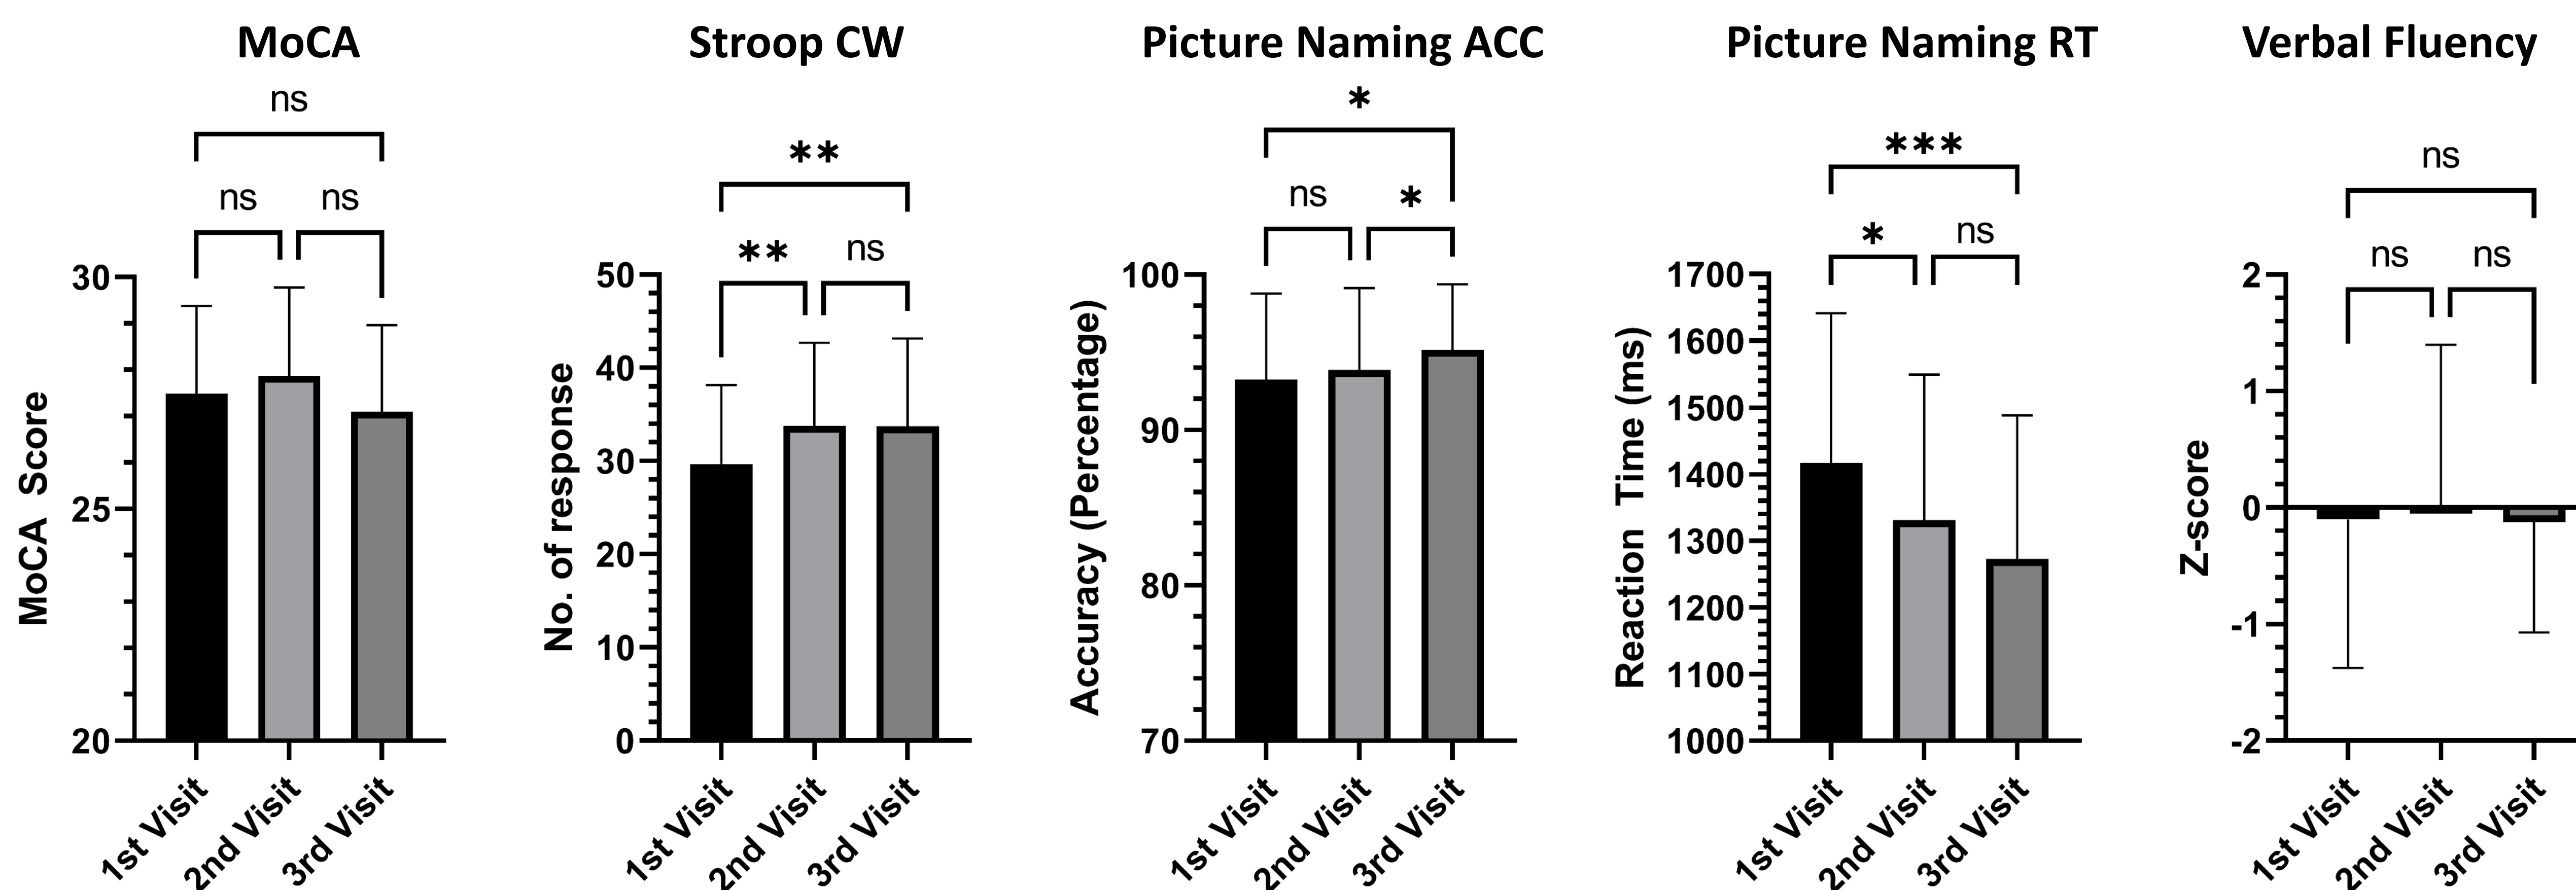 MoCA
ns
ns ns
MoCA Score
30
25
20
1st Visit
2nd Visit
3rd Visit
Stroop CW
**
** ns
No. of response
50
40
30
20
10
0
1st Visit
2nd Visit
3rd Visit
Picture Naming ACC
*
ns *
Accuracy (Percentage)
100
90
80
70
1st Visit
2nd Visit
3rd Visit
Picture Naming RT
***
* ns
Reaction Time (ms)
1700
1600
1500
1400
1300
1200
1100
1000
1st Visit
2nd Visit
3rd Visit
Verbal Fluency
ns
ns ns
Z-score
2
1
0
-1
-2
1st Visit
2nd Visit
3rd Visit